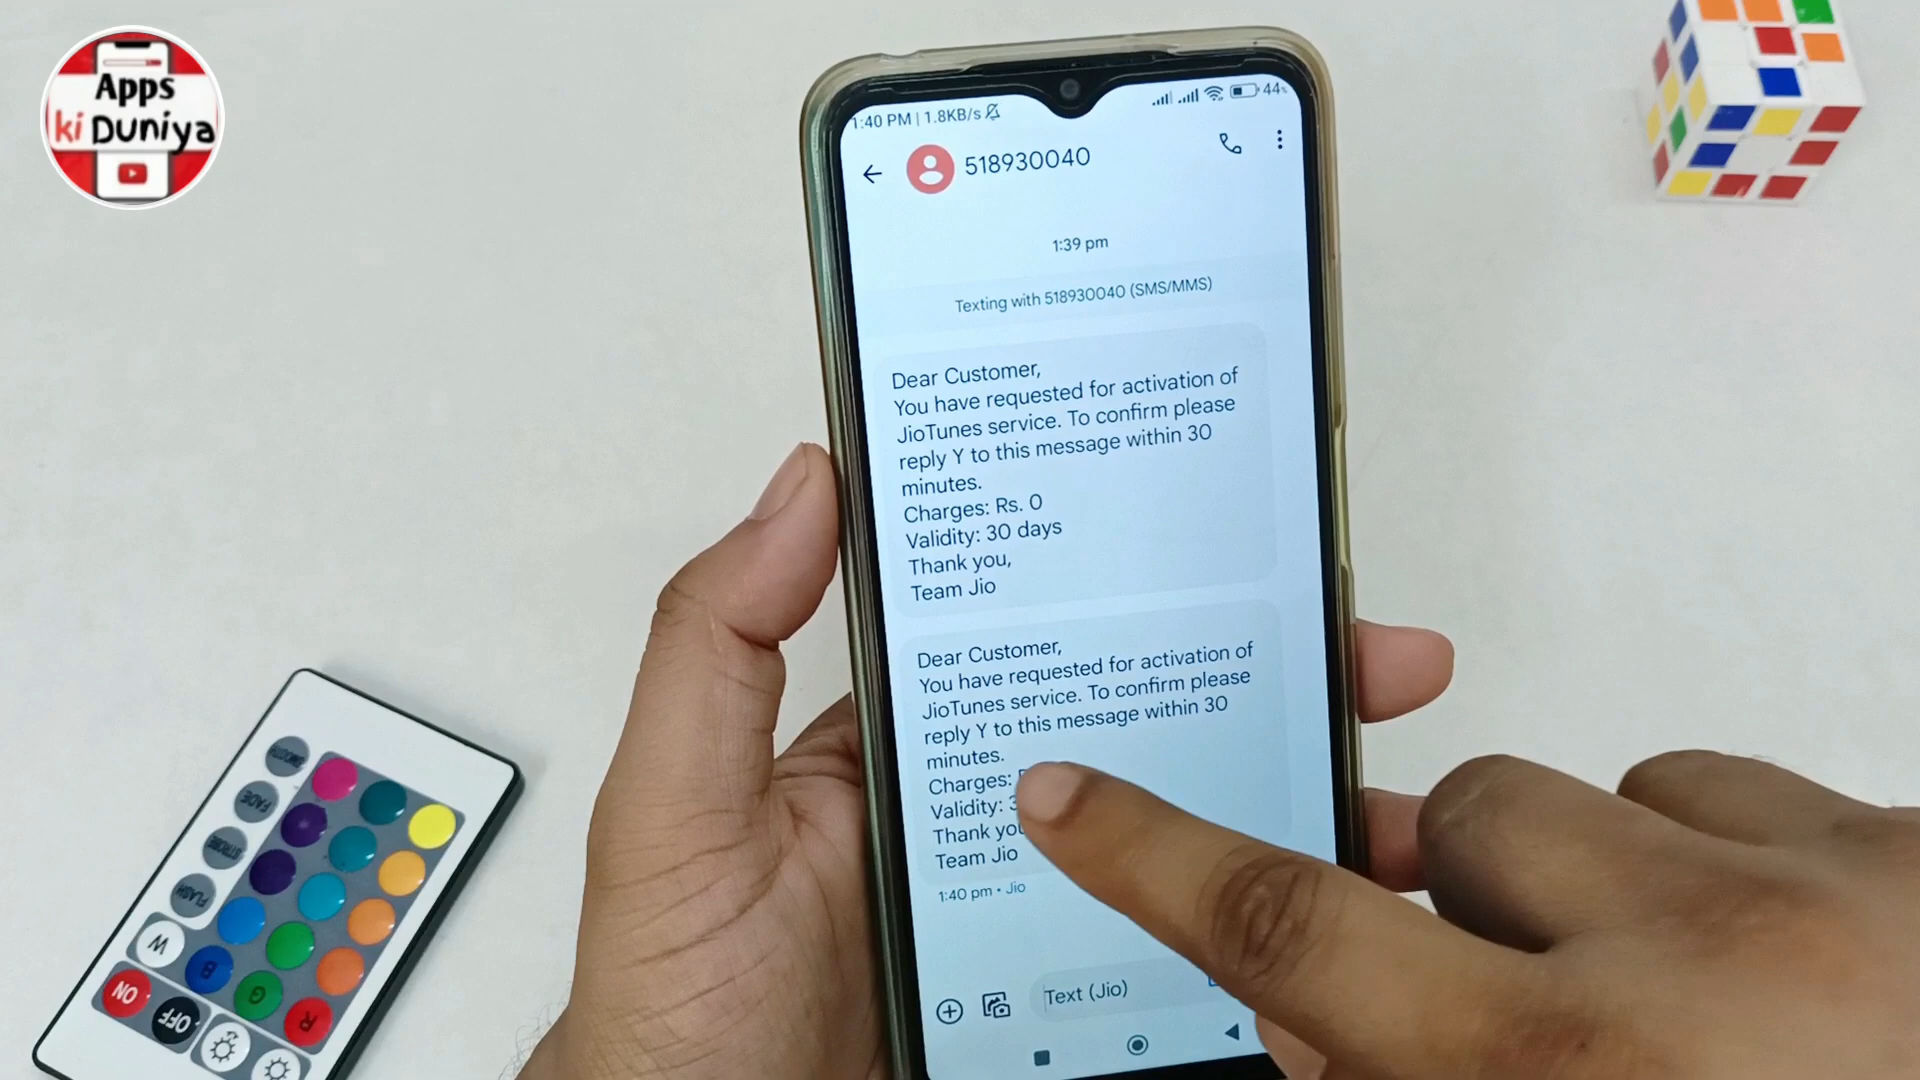 Apps
ki Duniya
1:40 PM | 1.8KB/s
44%
518930040
1:39 pm
Texting with 518930040 (SMS/MMS)
Dear Customer,
You have requested for activation of
JioTunes service. To confirm please
reply Y to this message within 30
minutes.
Charges: Rs. 0
Validity: 30 days
Thank you,
Team Jio
Dear Customer,
You have requested for activation of
JioTunes service. To confirm please
reply Y to this message within 30
minutes.
Charges:
Validity: 3
Thank you
Team Jio
1:40 pm • Jio
Text (Jio)
SMOOTH
FADE
STROBE
FLASH
W
B
G
R
ON
OFF